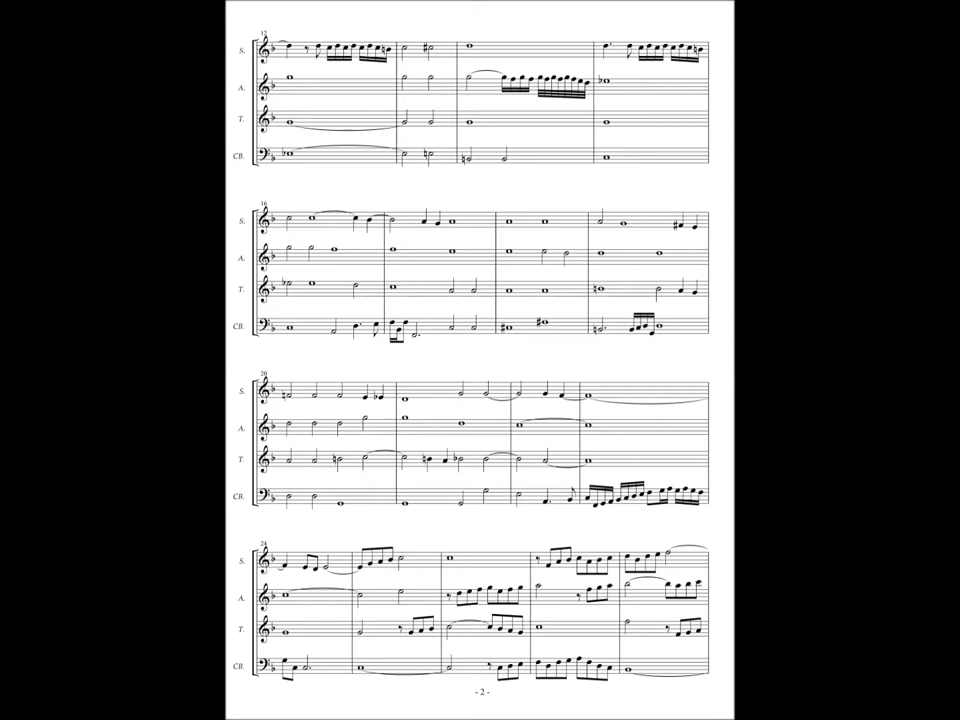 12
S.
A.
T.
CB.
16
S.
A.
T.
CB.
20
S.
A.
T.
CB.
24
S.
A.
T.
CB.
- 2 -